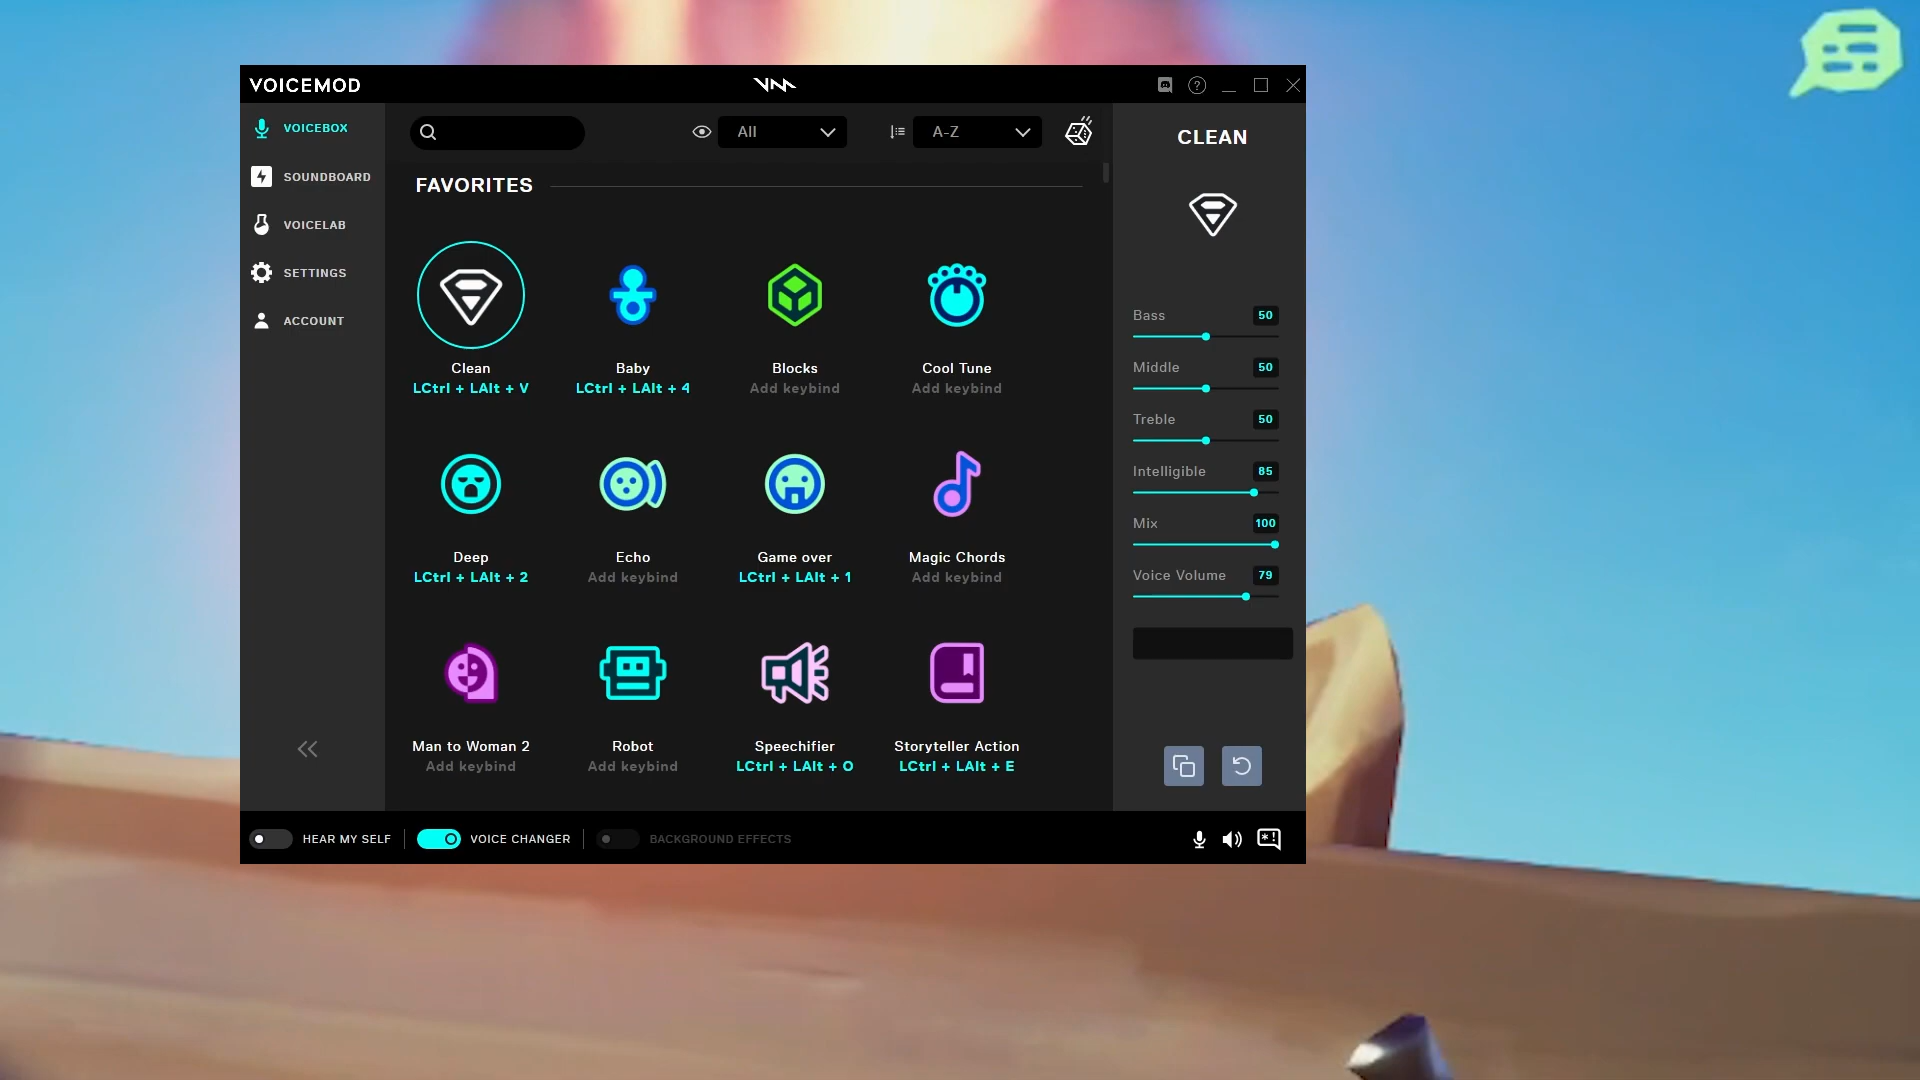 VOICEMOD
VOICEBOX
SOUNDBOARD
VOICELAB
SETTINGS
ACCOUNT
All
A-Z
FAVORITES
Clean
LCtrl + LAlt + V
Baby
LCtrl + LAlt + 4
Blocks
Add keybind
Cool Tune
Add keybind
Deep
LCtrl + LAlt + 2
Echo
Add keybind
Game over
LCtrl + LAlt + 1
Magic Chords
Add keybind
Man to Woman 2
Add keybind
Robot
Add keybind
Speechifier
LCtrl + LAlt + O
Storyteller Action
LCtrl + LAlt + E
CLEAN
Bass 50
Middle 50
Treble 50
Intelligible 85
Mix 100
Voice Volume 79
HEAR MY SELF
VOICE CHANGER
BACKGROUND EFFECTS